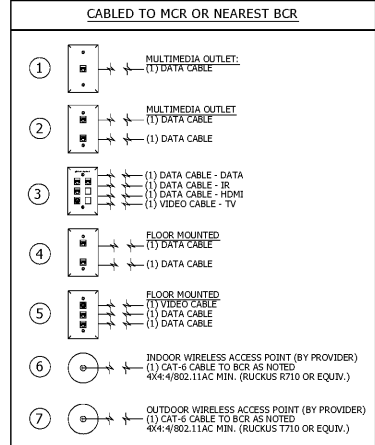 CABLED TO MCR OR NEAREST BCR
1
MULTIMEDIA OUTLET:
(1) DATA CABLE
2
MULTIMEDIA OUTLET
(1) DATA CABLE
(1) DATA CABLE
3
(1) DATA CABLE - DATA
(1) DATA CABLE - IR
(1) DATA CABLE - HDMI
(1) VIDEO CABLE - TV
4
FLOOR MOUNTED
(1) DATA CABLE
(1) DATA CABLE
5
FLOOR MOUNTED
(1) VIDEO CABLE
(1) DATA CABLE
(1) DATA CABLE
6
INDOOR WIRELESS ACCESS POINT (BY PROVIDER)
(1) CAT-6 CABLE TO BCR AS NOTED
4X4:4/802.11AC MIN. (RUCKUS R710 OR EQUIV.)
7
OUTDOOR WIRELESS ACCESS POINT (BY PROVIDER)
(1) CAT-6 CABLE TO BCR AS NOTED
4X4:4/802.11AC MIN. (RUCKUS T710 OR EQUIV.)